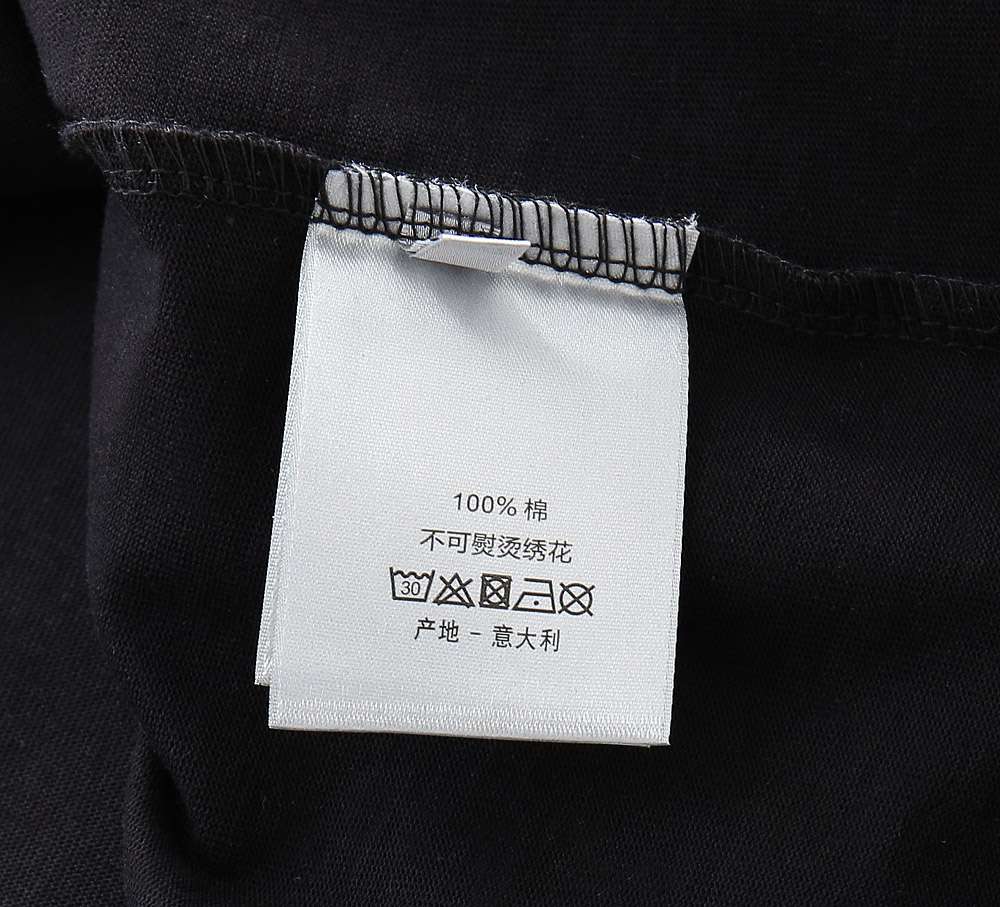 100% 棉
不可熨烫绣花
30
产地 - 意大利